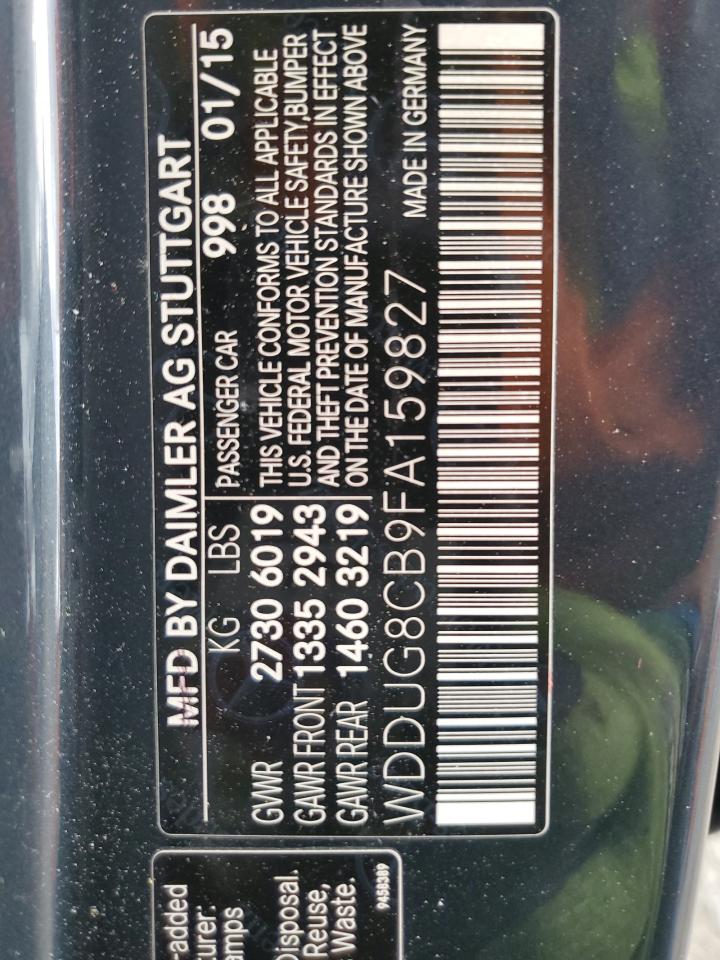 MFD BY DAIMLER AG STUTTGART
KG LBS PASSENGER CAR 998 01/15
GVWR 2730 6019
GAWR FRONT 1335 2943
GAWR REAR 1460 3219
THIS VEHICLE CONFORMS TO ALL APPLICABLE
U.S. FEDERAL MOTOR VEHICLE SAFETY,BUMPER
AND THEFT PREVENTION STANDARDS IN EFFECT
ON THE DATE OF MANUFACTURE SHOWN ABOVE
WDDUG8CB9FA159827 MADE IN GERMANY
-added
turer:
amps
Disposal.
Reuse,
Waste.
9458389